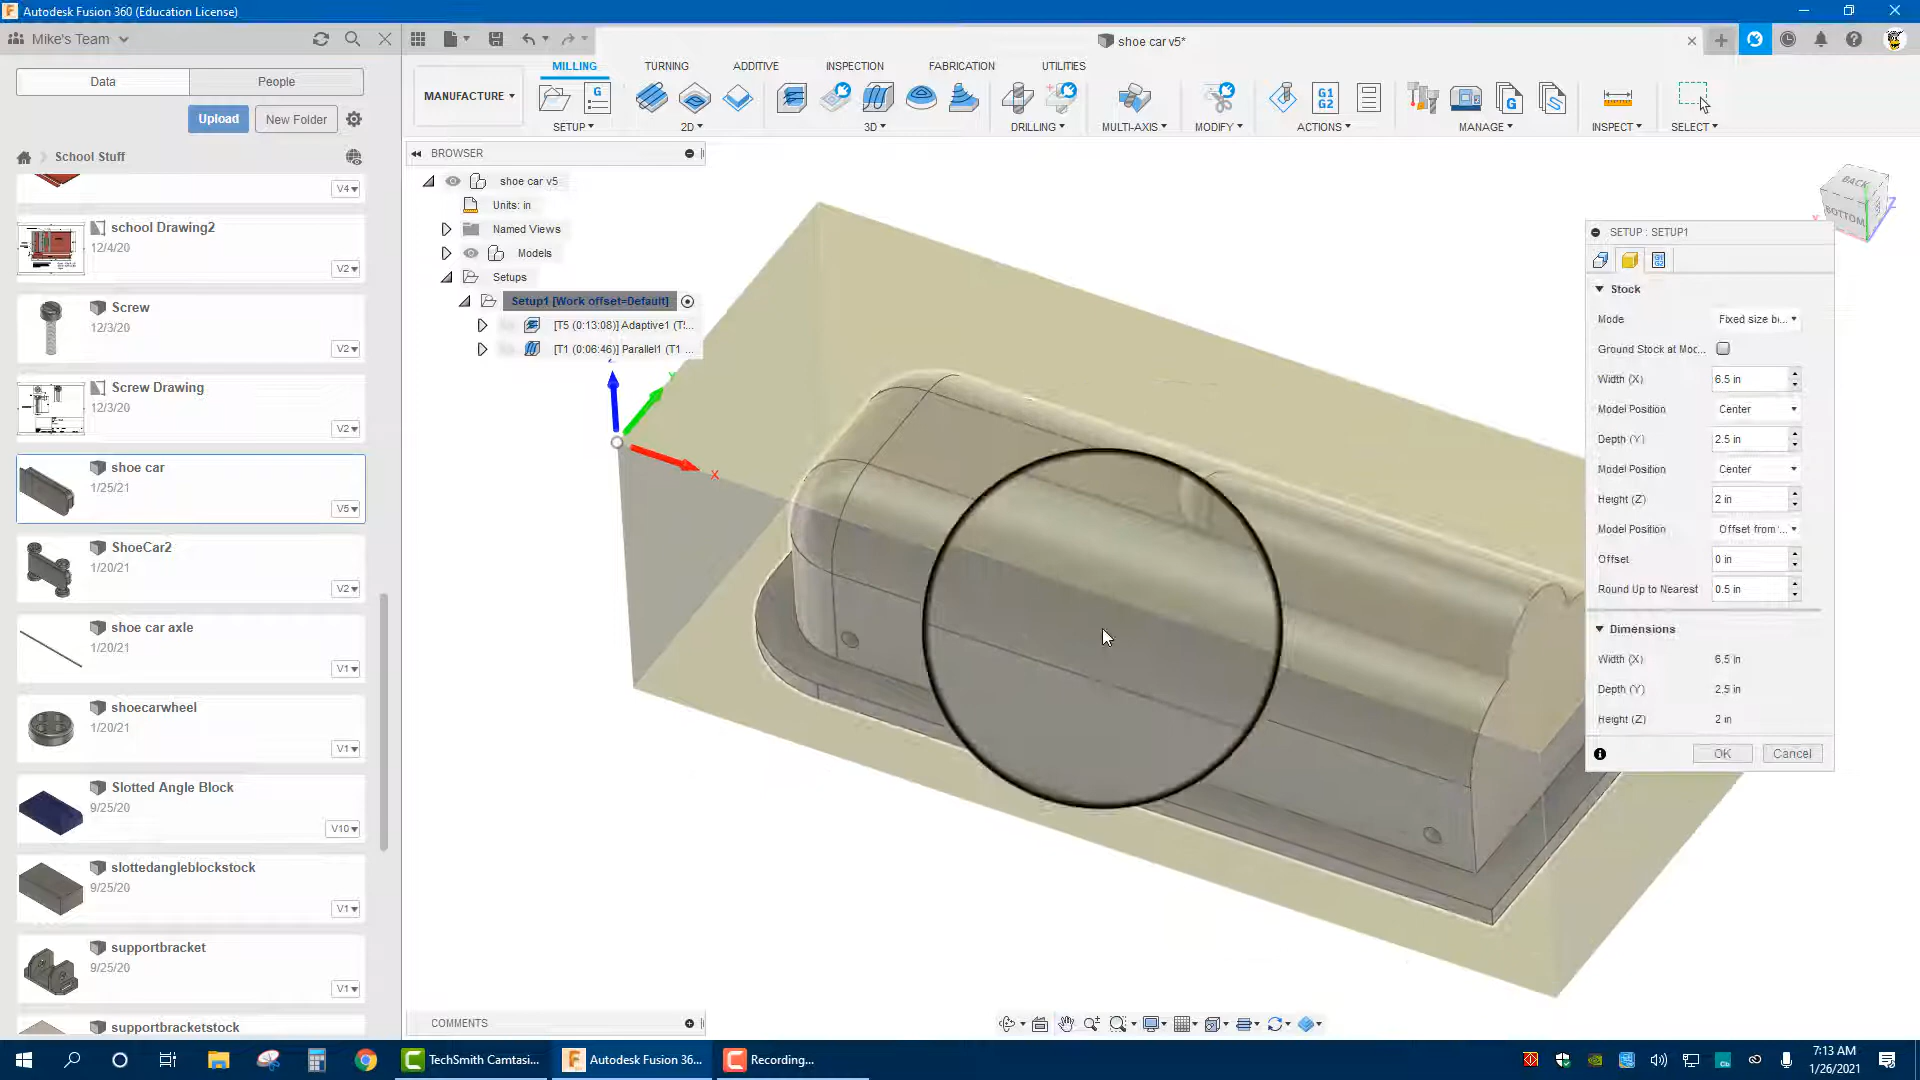 Autodesk Fusion 360 (Education License)
Mike's Team
shoe car v5*
Data
People
Upload
New Folder
School Stuff
V4
school Drawing2
12/4/20
V2
Screw
12/3/20
V2
Screw Drawing
12/3/20
V2
shoe car
1/25/21
V5
ShoeCar2
1/20/21
V2
shoe car axle
1/20/21
V1
shoecarwheel
1/20/21
V1
Slotted Angle Block
9/25/20
V10
slottedangleblockstock
9/25/20
V1
supportbracket
9/25/20
V1
supportbracketstock
MILLING
TURNING
ADDITIVE
INSPECTION
FABRICATION
UTILITIES
MANUFACTURE
SETUP
2D
3D
DRILLING
MULTI-AXIS
MODIFY
ACTIONS
MANAGE
INSPECT
SELECT
G
G1
G2
G
BROWSER
shoe car v5
Units: in
Named Views
Models
Setups
Setup1 [Work offset=Default]
[T5 (0:13:08)] Adaptive1 (T5...
[T1 (0:06:46)] Parallel1 (T1 ...
Y
X
BACK
BOTTOM
Z
X
SETUP : SETUP1
Stock
Mode
Fixed size b...
Ground Stock at Moc...
Width (X)
6.5 in
Model Position
Center
Depth (Y)
2.5 in
Model Position
Center
Height (Z)
2 in
Model Position
Offset from ...
Offset
0 in
Round Up to Nearest
0.5 in
Dimensions
Width (X)
6.5 in
Depth (Y)
2.5 in
Height (Z)
2 in
OK
Cancel
COMMENTS
TechSmith Camtasi...
Autodesk Fusion 36...
Recording...
7:13 AM
1/26/2021